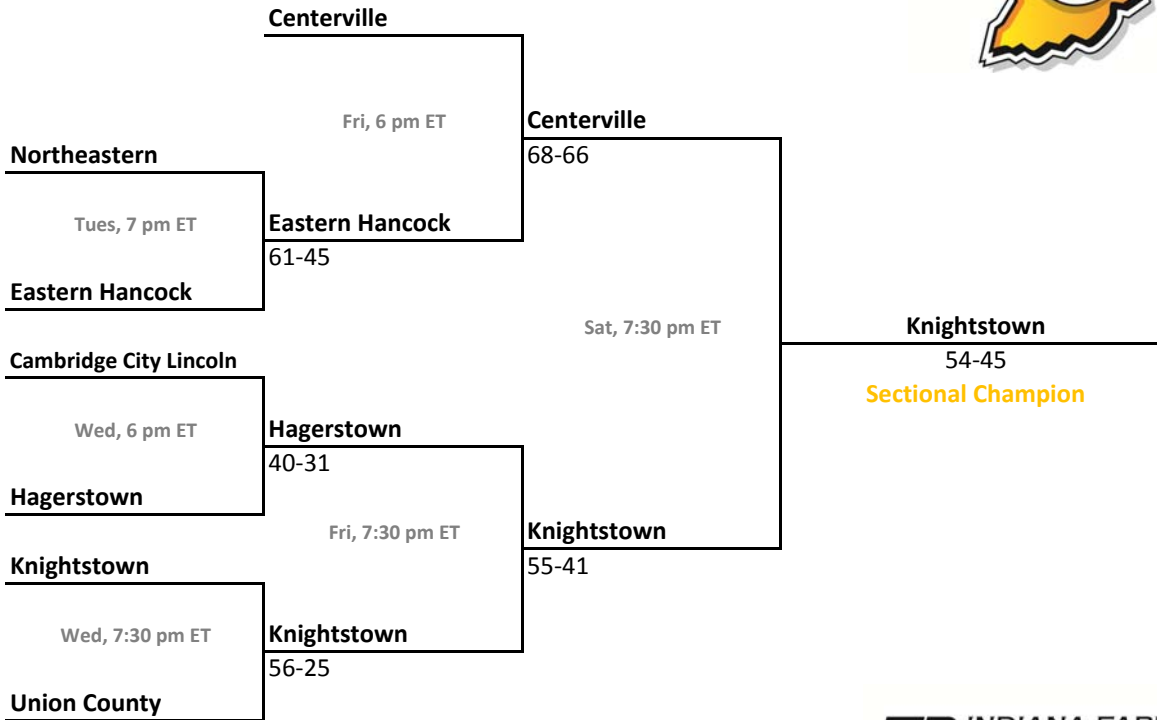 Centerville
Fri, 6 pm ET
Centerville
68-66
Northeastern
Tues, 7 pm ET
Eastern Hancock
61-45
Eastern Hancock
Sat, 7:30 pm ET
Knightstown
54-45
Sectional Champion
Cambridge City Lincoln
Wed, 6 pm ET
Hagerstown
40-31
Hagerstown
Fri, 7:30 pm ET
Knightstown
55-41
Knightstown
Wed, 7:30 pm ET
Knightstown
56-25
Union County